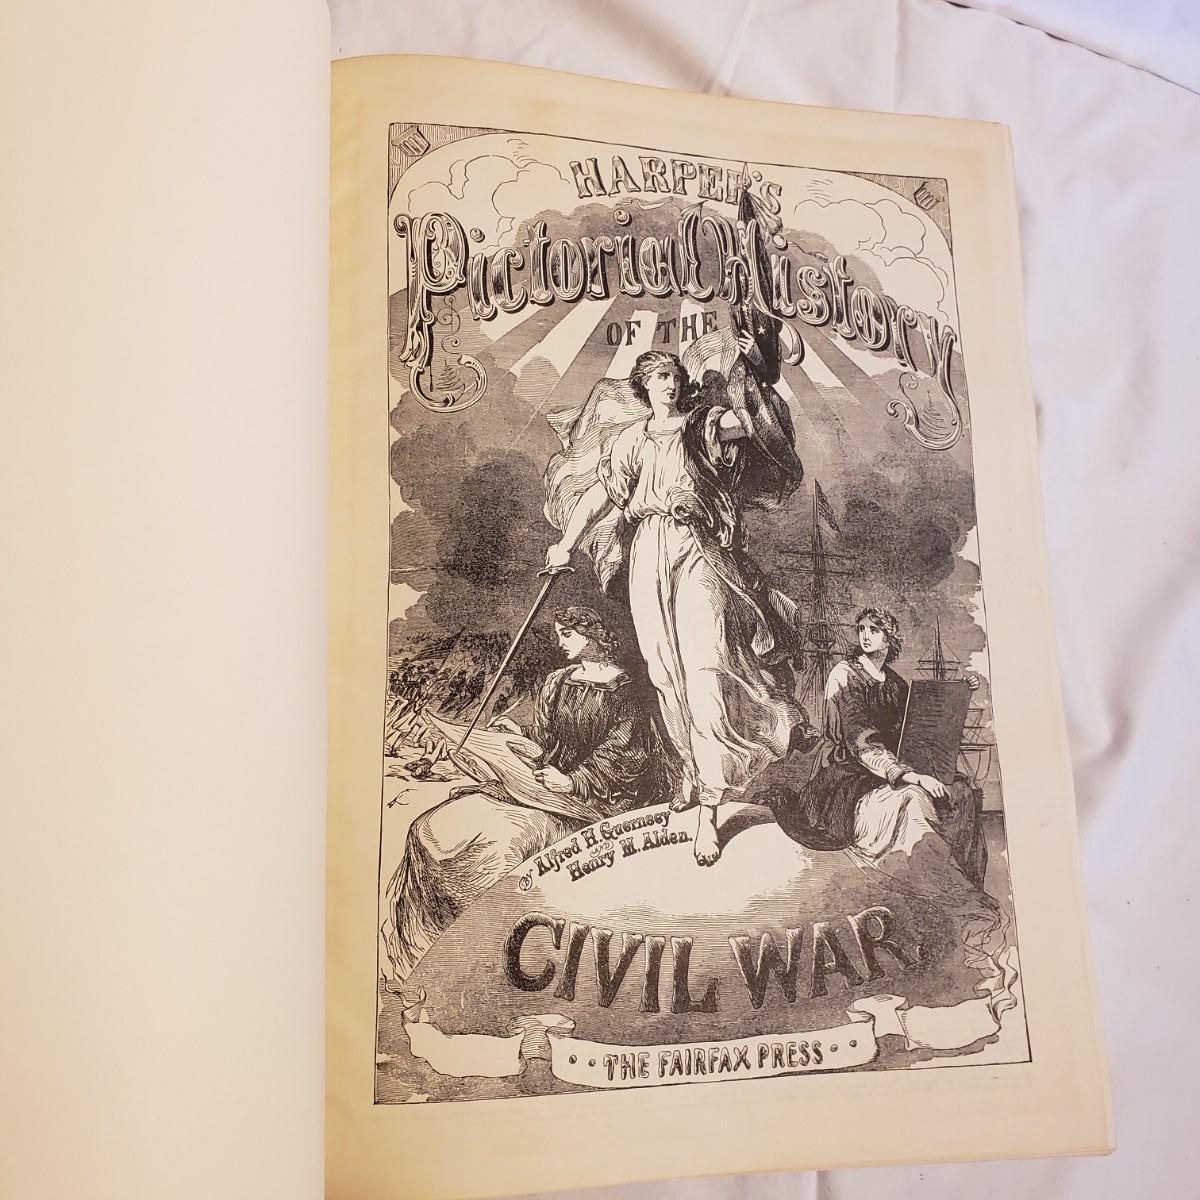 HARPER'S
Pictorial History
OF THE
By Alfred H. Guernsey
AND
Henry M. Alden.
CIVIL WAR.
THE FAIRFAX PRESS